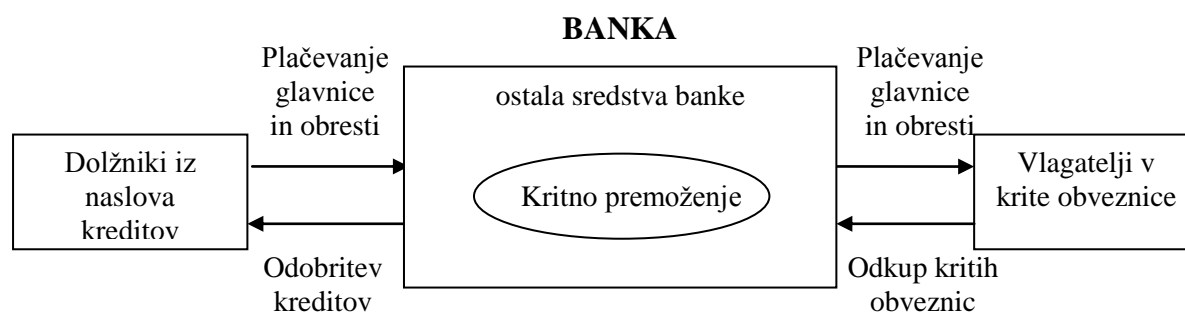 BANKA
Plačevanje
glavnice
in obresti
ostala sredstva banke
Plačevanje
glavnice
in obresti
Dolžniki iz
naslova
kreditov
Kritno premoženje
Vlagatelji v
krite obveznice
Odobritev
kreditov
Odkup kritih
obveznic